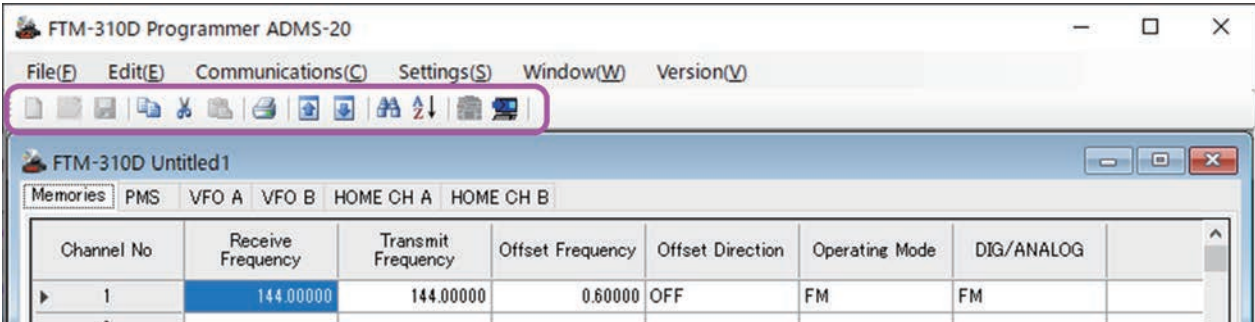 FTM-310D Programmer ADMS-20
File(F) Edit(E) Communications(C) Settings(S) Window(W) Version(V)
FTM-310D Untitled1
Memories PMS VFO A VFO B HOME CH A HOME CH B
Channel No Receive Frequency Transmit Frequency Offset Frequency Offset Direction Operating Mode DIG/ANALOG
1 144.00000 144.00000 0.60000 OFF FM FM